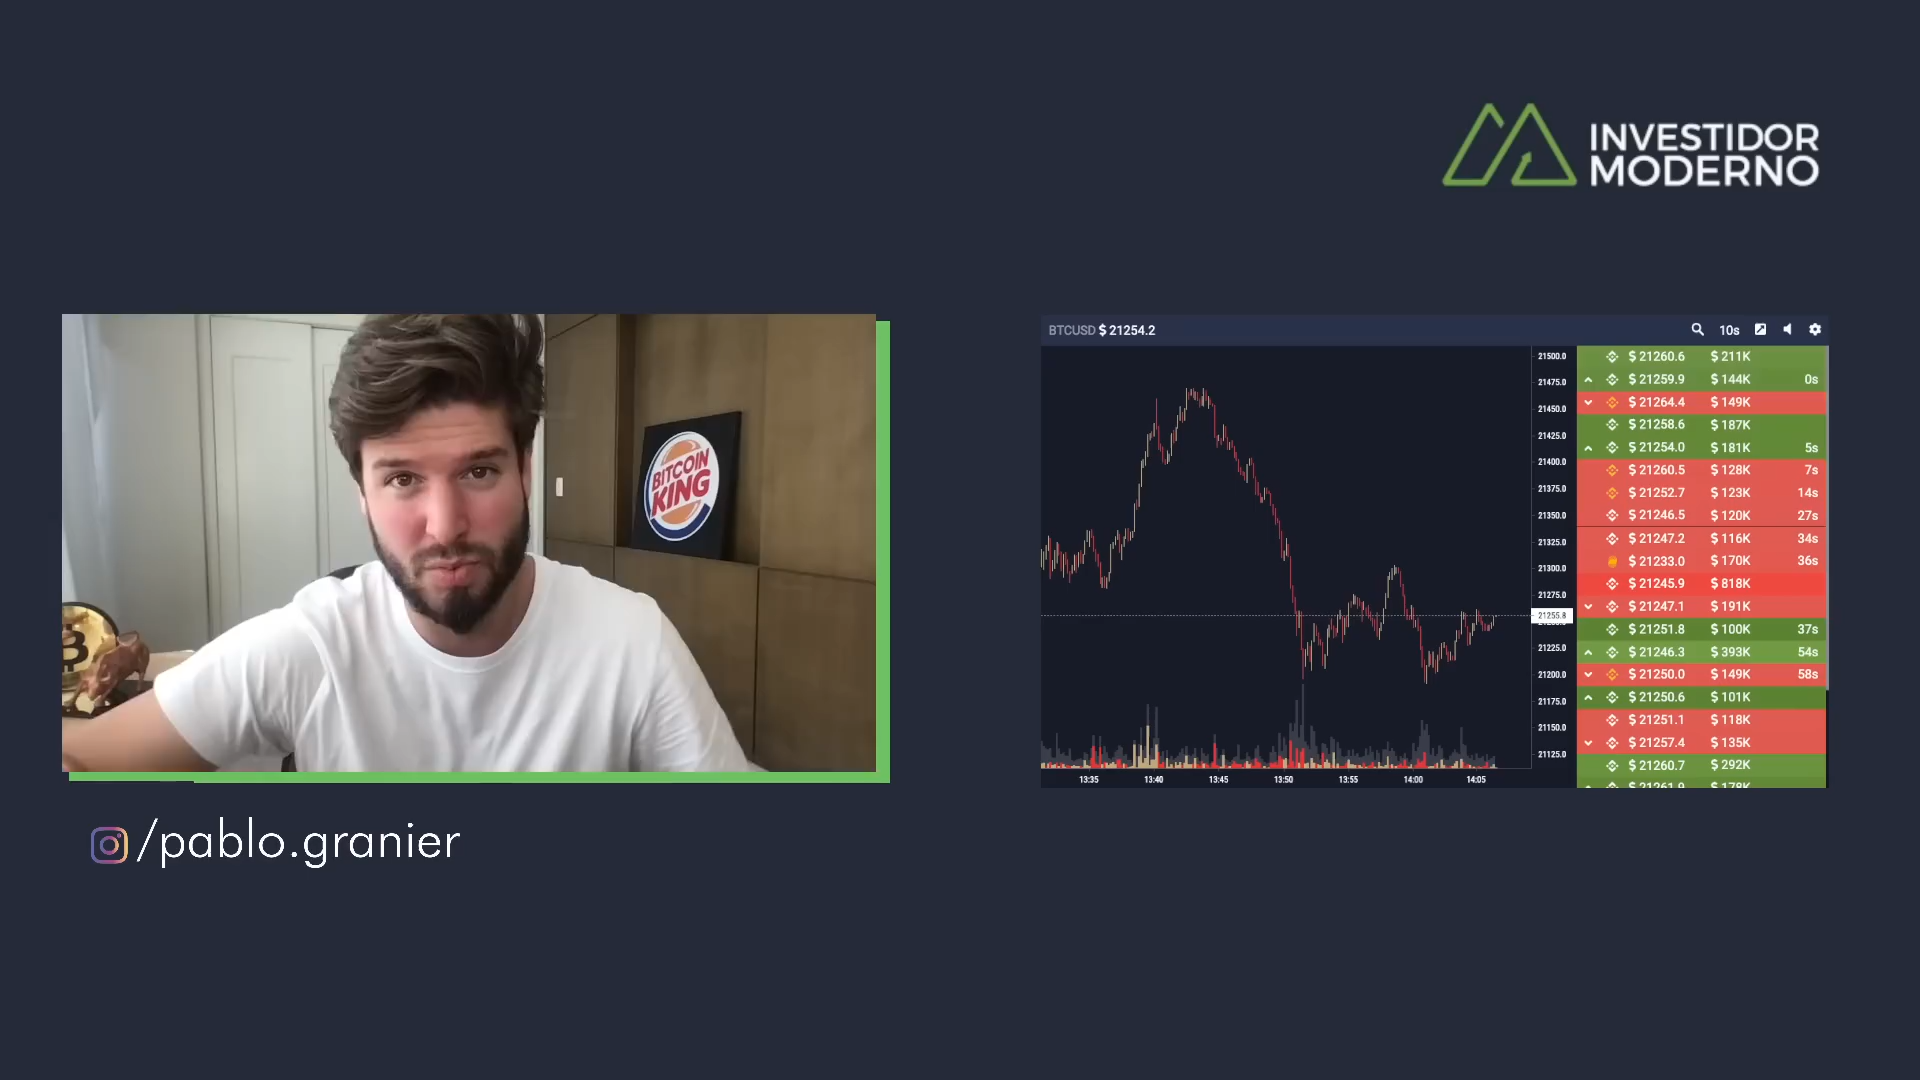 INVESTIDOR
MODERNO
BITCOIN
KING
B
/pablo.granier
BTCUSD $ 21254.2
10s
21500.0
21475.0
21450.0
21425.0
21400.0
21375.0
21350.0
21325.0
21300.0
21275.0
21255.8
21225.0
21200.0
21175.0
21150.0
21125.0
13:35 13:40 13:45 13:50 13:55 14:00 14:05
$ 21260.6 $ 211K
$ 21259.9 $ 144K 0s
$ 21264.4 $ 149K
$ 21258.6 $ 187K
$ 21254.0 $ 181K 5s
$ 21260.5 $ 128K 7s
$ 21252.7 $ 123K 14s
$ 21246.5 $ 120K 27s
$ 21247.2 $ 116K 34s
$ 21233.0 $ 170K 36s
$ 21245.9 $ 818K
$ 21247.1 $ 191K
$ 21251.8 $ 100K 37s
$ 21246.3 $ 393K 54s
$ 21250.0 $ 149K 58s
$ 21250.6 $ 101K
$ 21251.1 $ 118K
$ 21257.4 $ 135K
$ 21260.7 $ 292K
$ 21261.9 $ 178K